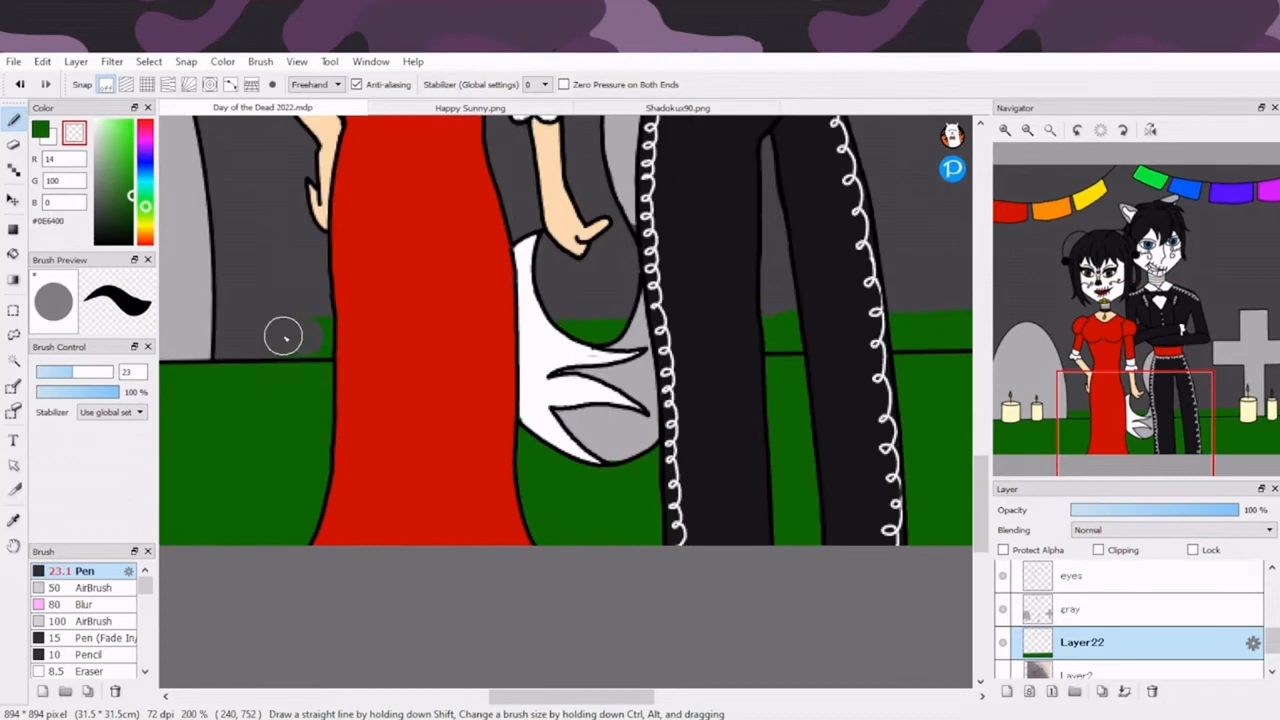 File Edit Layer Filter Select Snap Color Brush View Tool Window Help
Snap OFF Freehand Anti-aliasing Stabilizer (Global settings) 0 Zero Pressure on Both Ends
Color
Day of the Dead 2022.mdp Happy Sunny.png Shadokux90.png
Navigator
R 14
G 100
B 0
#0E6400
Brush Preview
Brush Control
23
100 %
Stabilizer Use global set
Layer
Opacity 100 %
Blending Normal
Protect Alpha Clipping Lock
eyes
gray
Layer22
Layer2
Brush
23.1 Pen
50 AirBrush
80 Blur
100 AirBrush
15 Pen (Fade In/
10 Pencil
8.5 Eraser
894 * 894 pixel (31.5 * 31.5cm) 72 dpi 200 % ( 240, 752 ) Draw a straight line by holding down Shift, Change a brush size by holding down Ctrl, Alt, and dragging